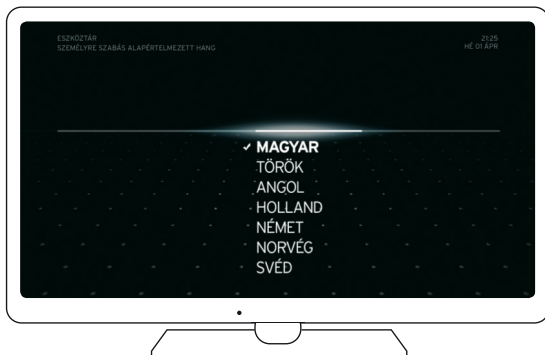 ESZKÖZTÁR
SZEMÉLYRE SZABÁS ALAPÉRTELMEZETT HANG
21:25
HÉ 01 ÁPR
✓ MAGYAR
TÖRÖK
ANGOL
HOLLAND
NÉMET
NORVÉG
SVÉD